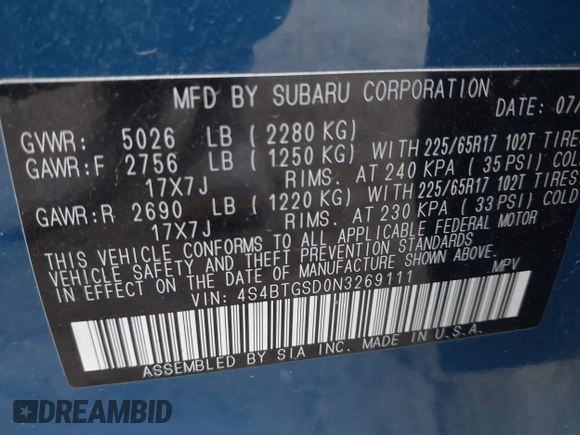 MFD BY SUBARU CORPORATION
DATE: 07
GVWR: 5026 LB ( 2280 KG)
GAWR:F 2756 LB ( 1250 KG) WITH 225/65R17 102T TIRES
17X7J RIMS. AT 240 KPA ( 35 PSI) COLD
GAWR:R 2690 LB ( 1220 KG) WITH 225/65R17 102T TIRES
17X7J RIMS. AT 230 KPA ( 33 PSI) COLD
THIS VEHICLE CONFORMS TO ALL APPLICABLE FEDERAL MOTOR
VEHICLE SAFETY AND THEFT PREVENTION STANDARDS
IN EFFECT ON THE DATE OF MANUFACTURE SHOWN ABOVE.
VIN: 4S4BTGSD0N3269111 MPV
ASSEMBLED BY SIA INC. MADE IN U.S.A.
DREAMBID